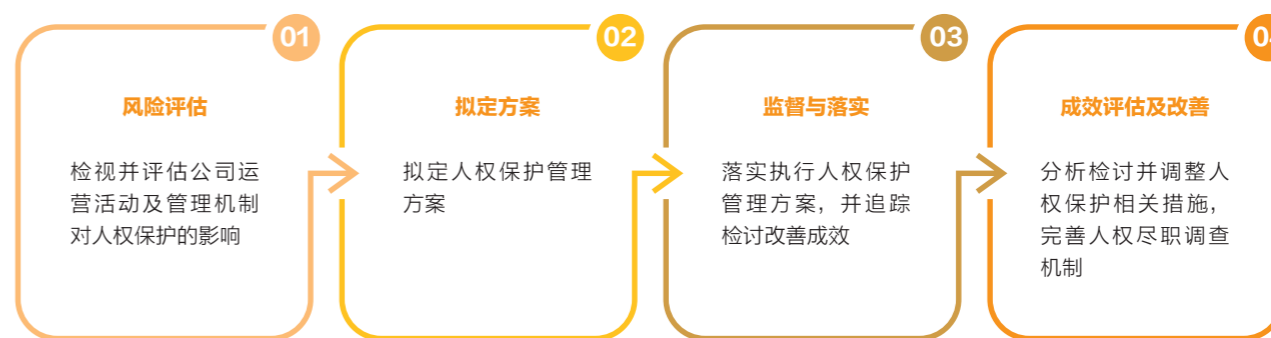 01
风险评估
检视并评估公司运
营活动及管理机制
对人权保护的影响
02
拟定方案
拟定人权保护管理
方案
03
监督与落实
落实执行人权保护
管理方案，并追踪
检讨改善成效
成效评估及改善
分析检讨并调整人
权保护相关措施，
完善人权尽职调查
机制